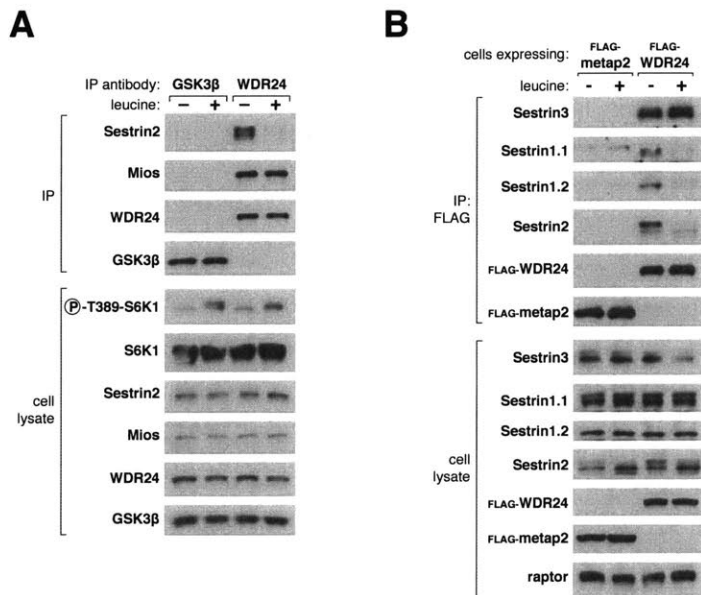 A
IP antibody: GSK3β WDR24
leucine: – + – +
IP
Sestrin2
Mios
WDR24
GSK3β
cell lysate
Ⓟ-T389-S6K1
S6K1
Sestrin2
Mios
WDR24
GSK3β
B
cells expressing: FLAG-metap2 FLAG-WDR24
leucine: - + - +
IP: FLAG
Sestrin3
Sestrin1.1
Sestrin1.2
Sestrin2
FLAG-WDR24
FLAG-metap2
cell lysate
Sestrin3
Sestrin1.1
Sestrin1.2
Sestrin2
FLAG-WDR24
FLAG-metap2
raptor